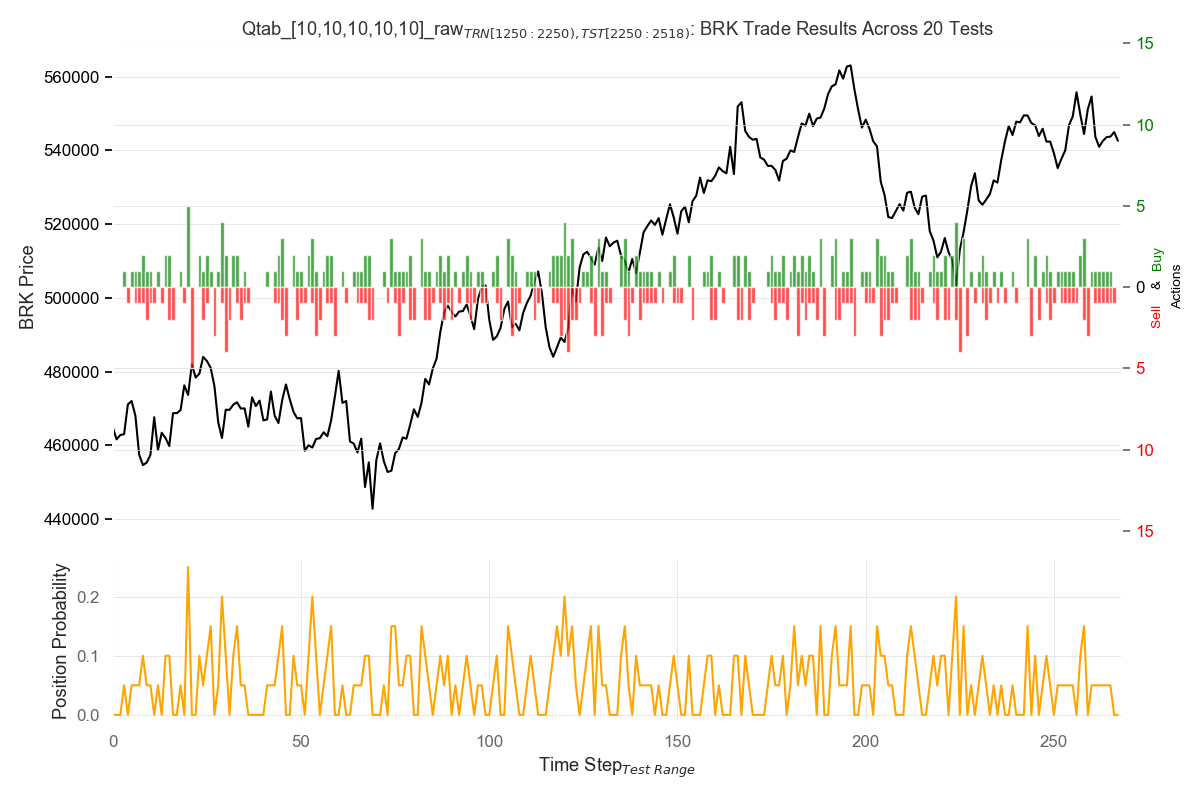 Qtab_[10,10,10,10,10]_raw_TRN[1250:2250),TST[2250:2518): BRK Trade Results Across 20 Tests
BRK Price
560000
540000
520000
500000
480000
460000
440000
15
10
5
0
5
10
15
Sell & Buy
Actions
Position Probability
0.2
0.1
0.0
0 50 100 150 200 250
Time Step Test Range